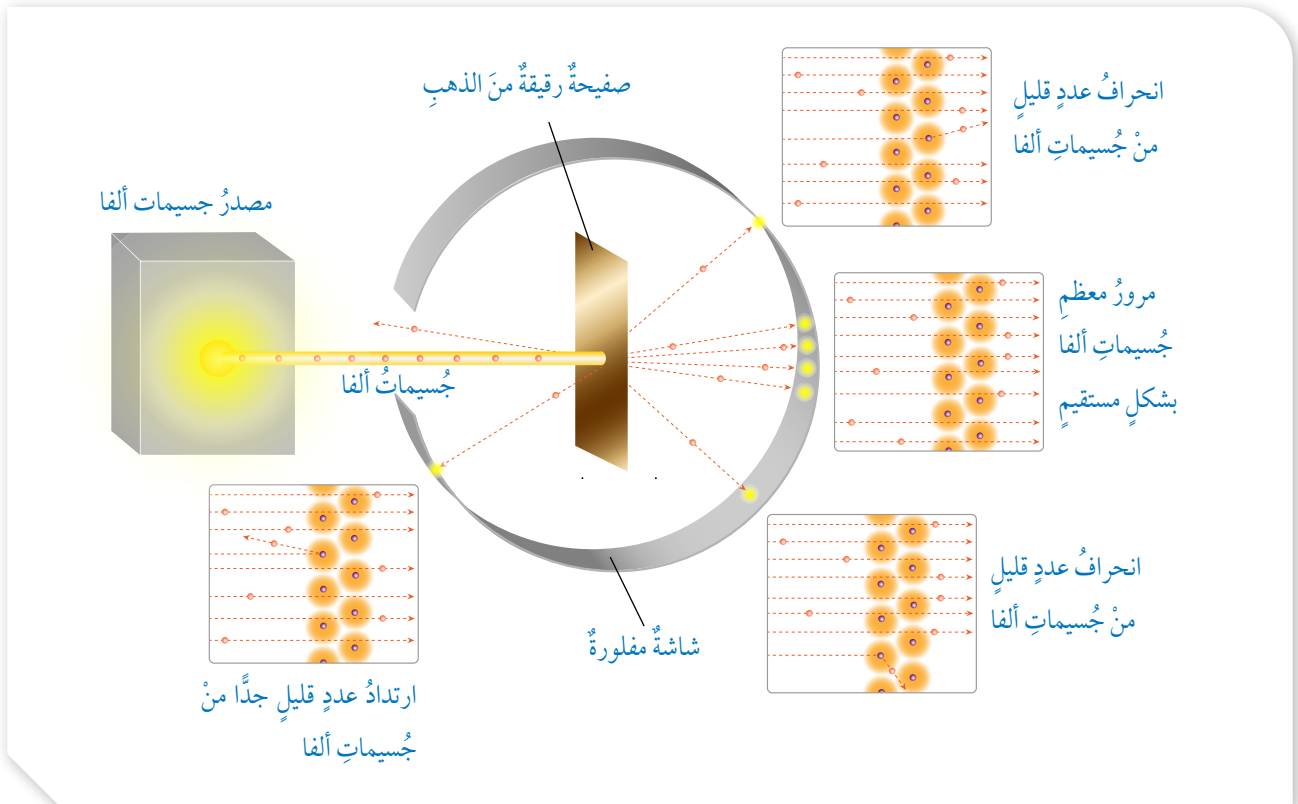 صفيحةٌ رقيقةٌ منَ الذهبِ
انحرافُ عددٍ قليلٍ
منْ جُسيماتِ ألفا
مصدرُ جسيمات ألفا
مرورُ معظمِ
جُسيماتِ ألفا
بشكلٍ مستقيمٍ
جُسيماتُ ألفا
انحرافُ عددٍ قليلٍ
منْ جُسيماتِ ألفا
شاشةٌ مفلورةٌ
ارتدادُ عددٍ قليلٍ جدًّا منْ
جُسيماتِ ألفا